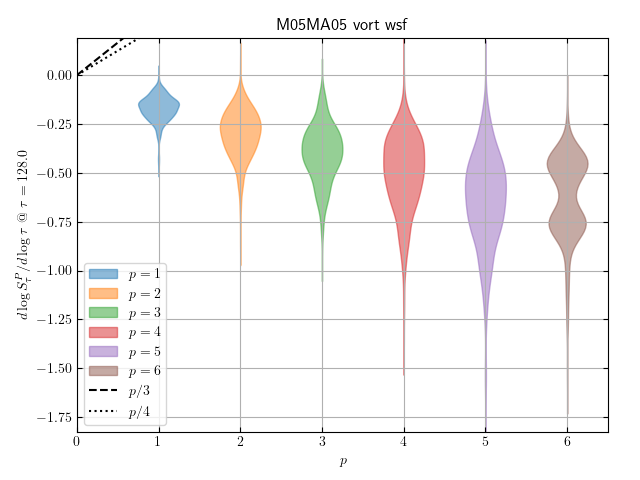 M05MA05 vort wsf
d log S_τ^P / d log τ @ τ = 128.0
0.00
−0.25
−0.50
−0.75
−1.00
−1.25
−1.50
−1.75
p = 1
p = 2
p = 3
p = 4
p = 5
p = 6
p/3
p/4
0 1 2 3 4 5 6
p